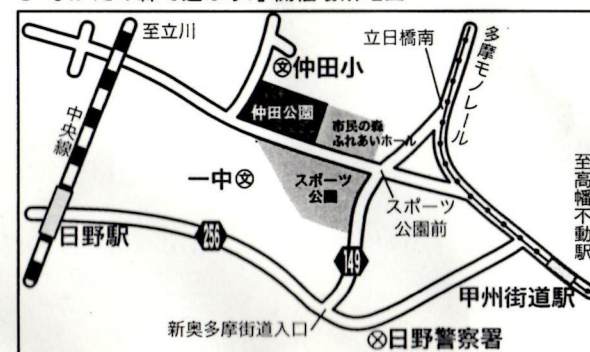 至立川
立日橋南
多摩モノレール
文仲田小
中央線
仲田公園
市民の森
ふれあいホール
一中文
スポーツ
公園
スポーツ
公園前
至高幡不動駅
日野駅
256
149
甲州街道駅
新奥多摩街道入口
日野警察署